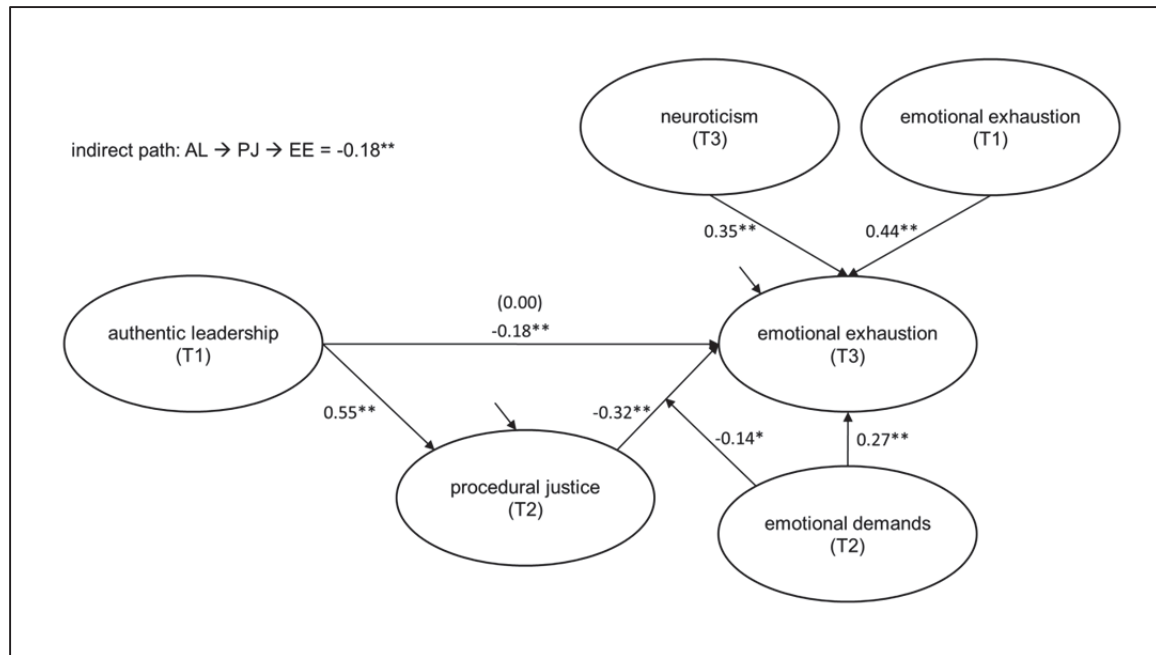 neuroticism
(T3)
emotional exhaustion
(T1)
indirect path: AL → PJ → EE = -0.18**
0.35**
0.44**
(0.00)
-0.18**
authentic leadership
(T1)
emotional exhaustion
(T3)
0.55**
-0.32**
-0.14*
0.27**
procedural justice
(T2)
emotional demands
(T2)